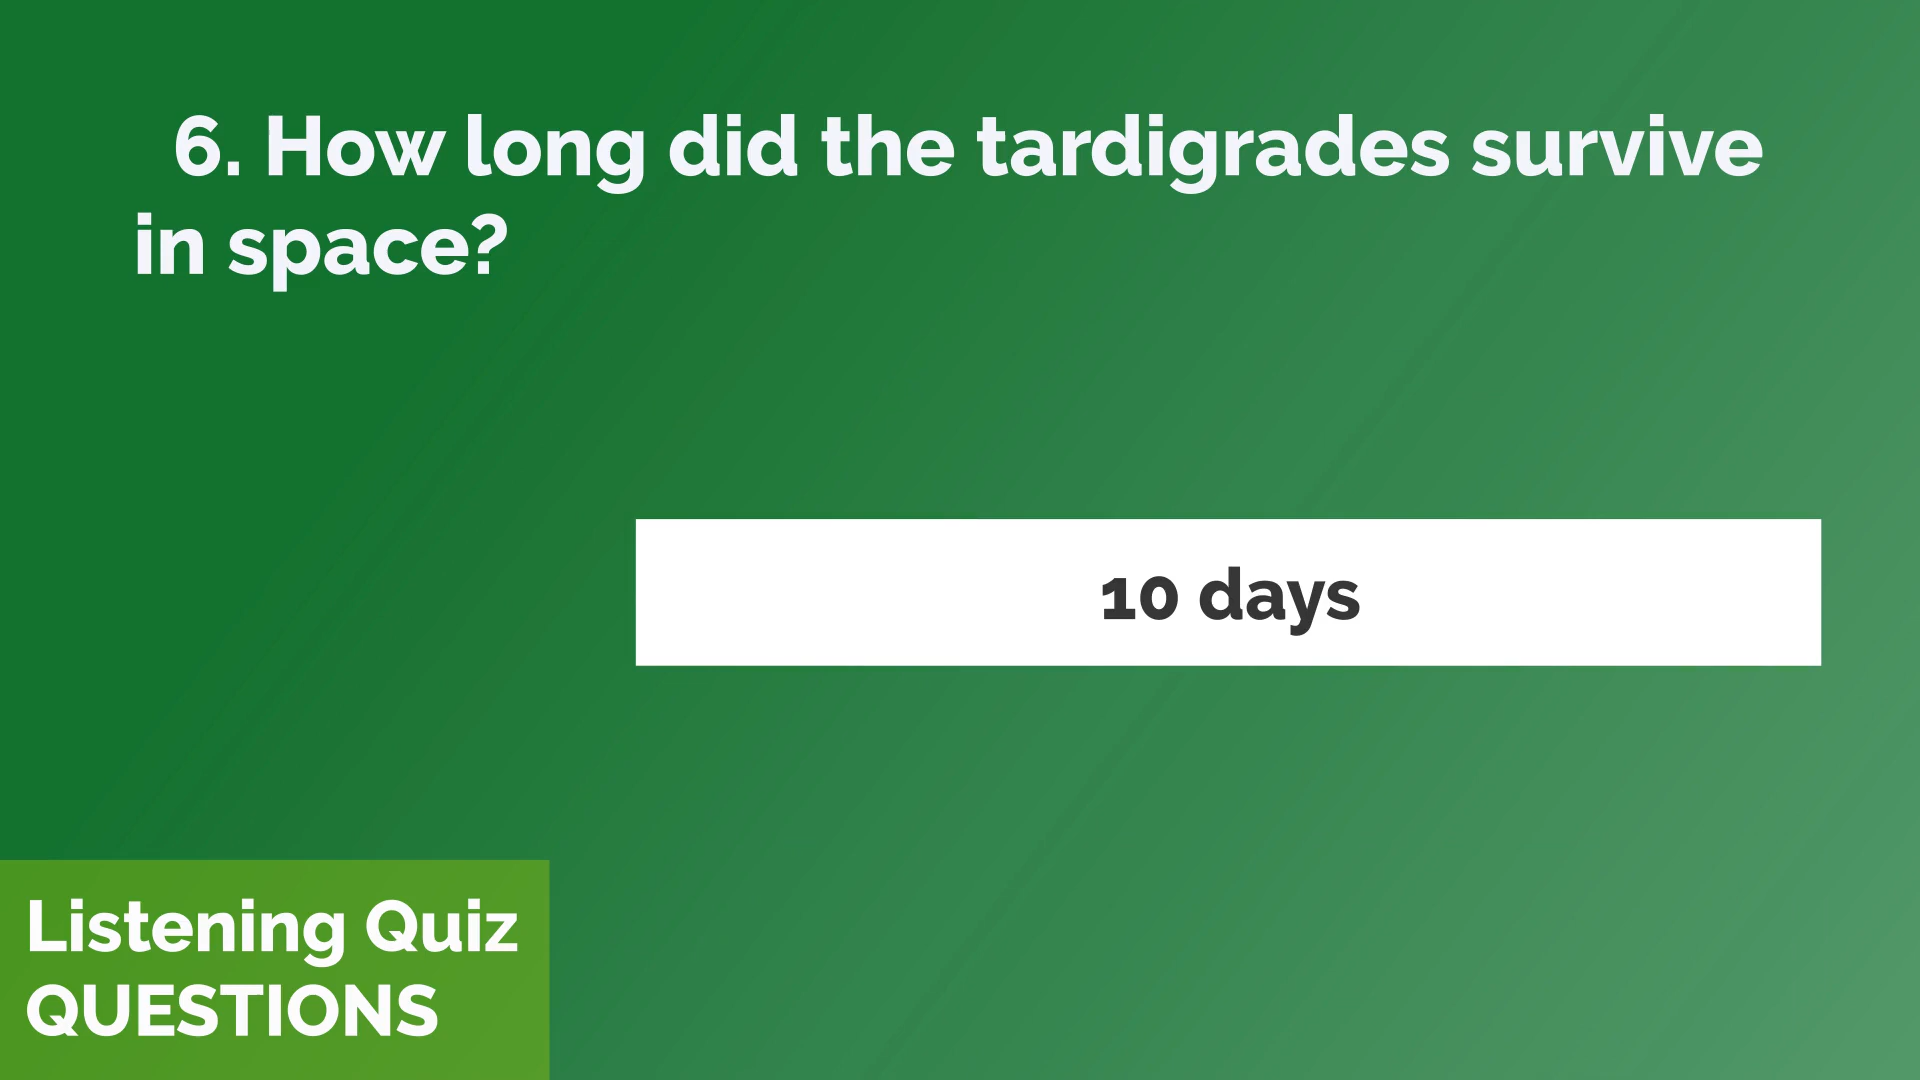 6. How long did the tardigrades survive
in space?
10 days
Listening Quiz
QUESTIONS